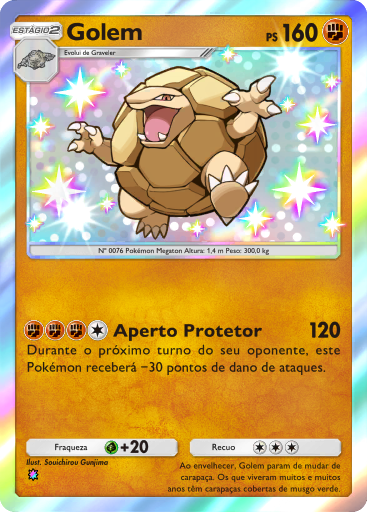 ESTÁGIO 2
Golem
PS 160
Evolui de Graveler
Nº 0076 Pokémon Megaton Altura: 1,4 m Peso: 300,0 kg
Aperto Protetor 120
Durante o próximo turno do seu oponente, este
Pokémon receberá −30 pontos de dano de ataques.
Fraqueza +20
Recuo
Ilust. Souichirou Gunjima
Ao envelhecer, Golem param de mudar de
carapaça. Os que viveram muitos e muitos
anos têm carapaças cobertas de musgo verde.